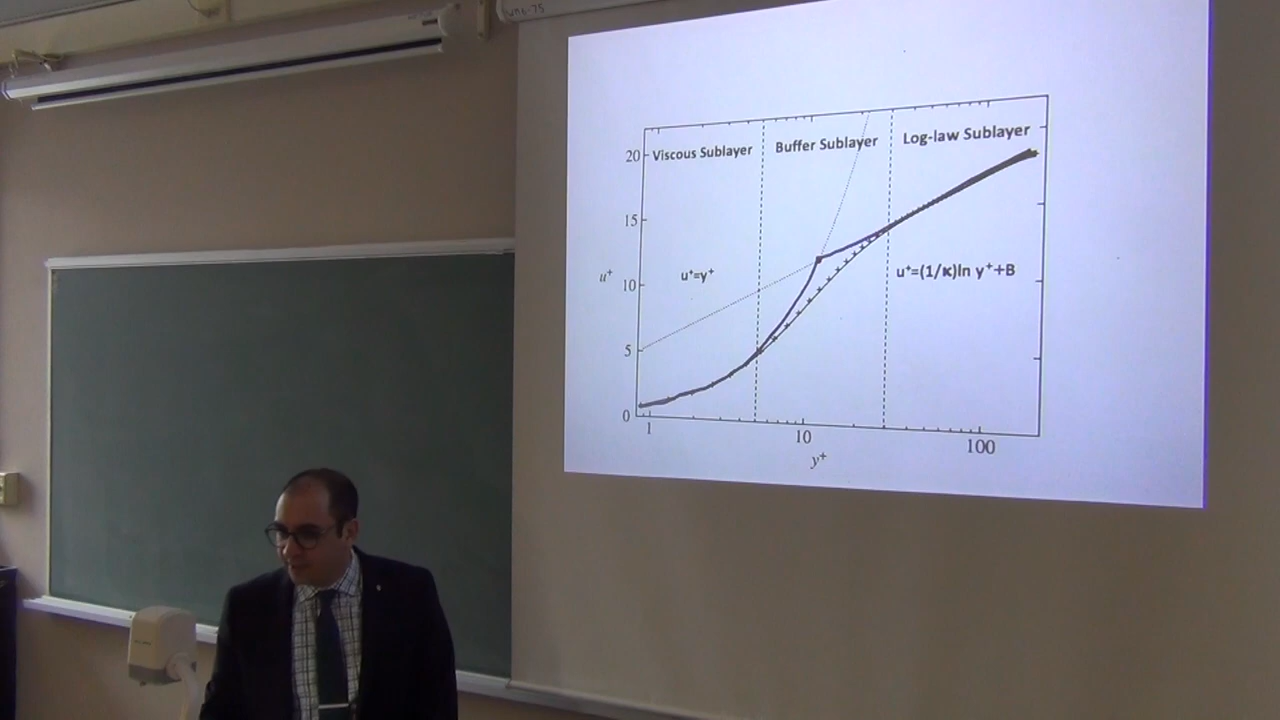 Viscous Sublayer
Buffer Sublayer
Log-law Sublayer
20
15
u⁺
10
5
0
u⁺=y⁺
u⁺=(1/κ)ln y⁺+B
1
10
100
y⁺